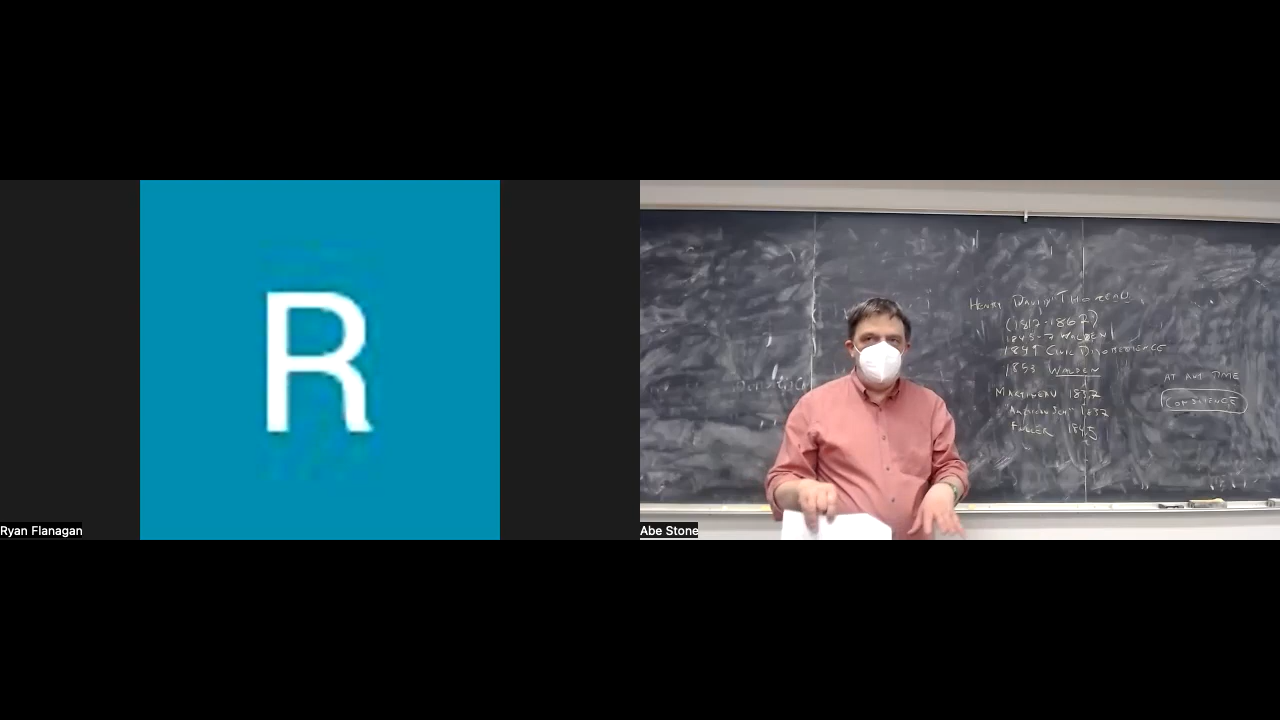 R
Ryan Flanagan
Abe Stone
HENRY DAVID THOREAU
(1817-1862)
1845-7 WALDEN
1849 CIVIL DISOBEDIENCE
1853 WALDEN
MARTINEAU 1837
"AMERICAN SCH." 1837
FULLER 1845
AT ANY TIME
CONSCIENCE